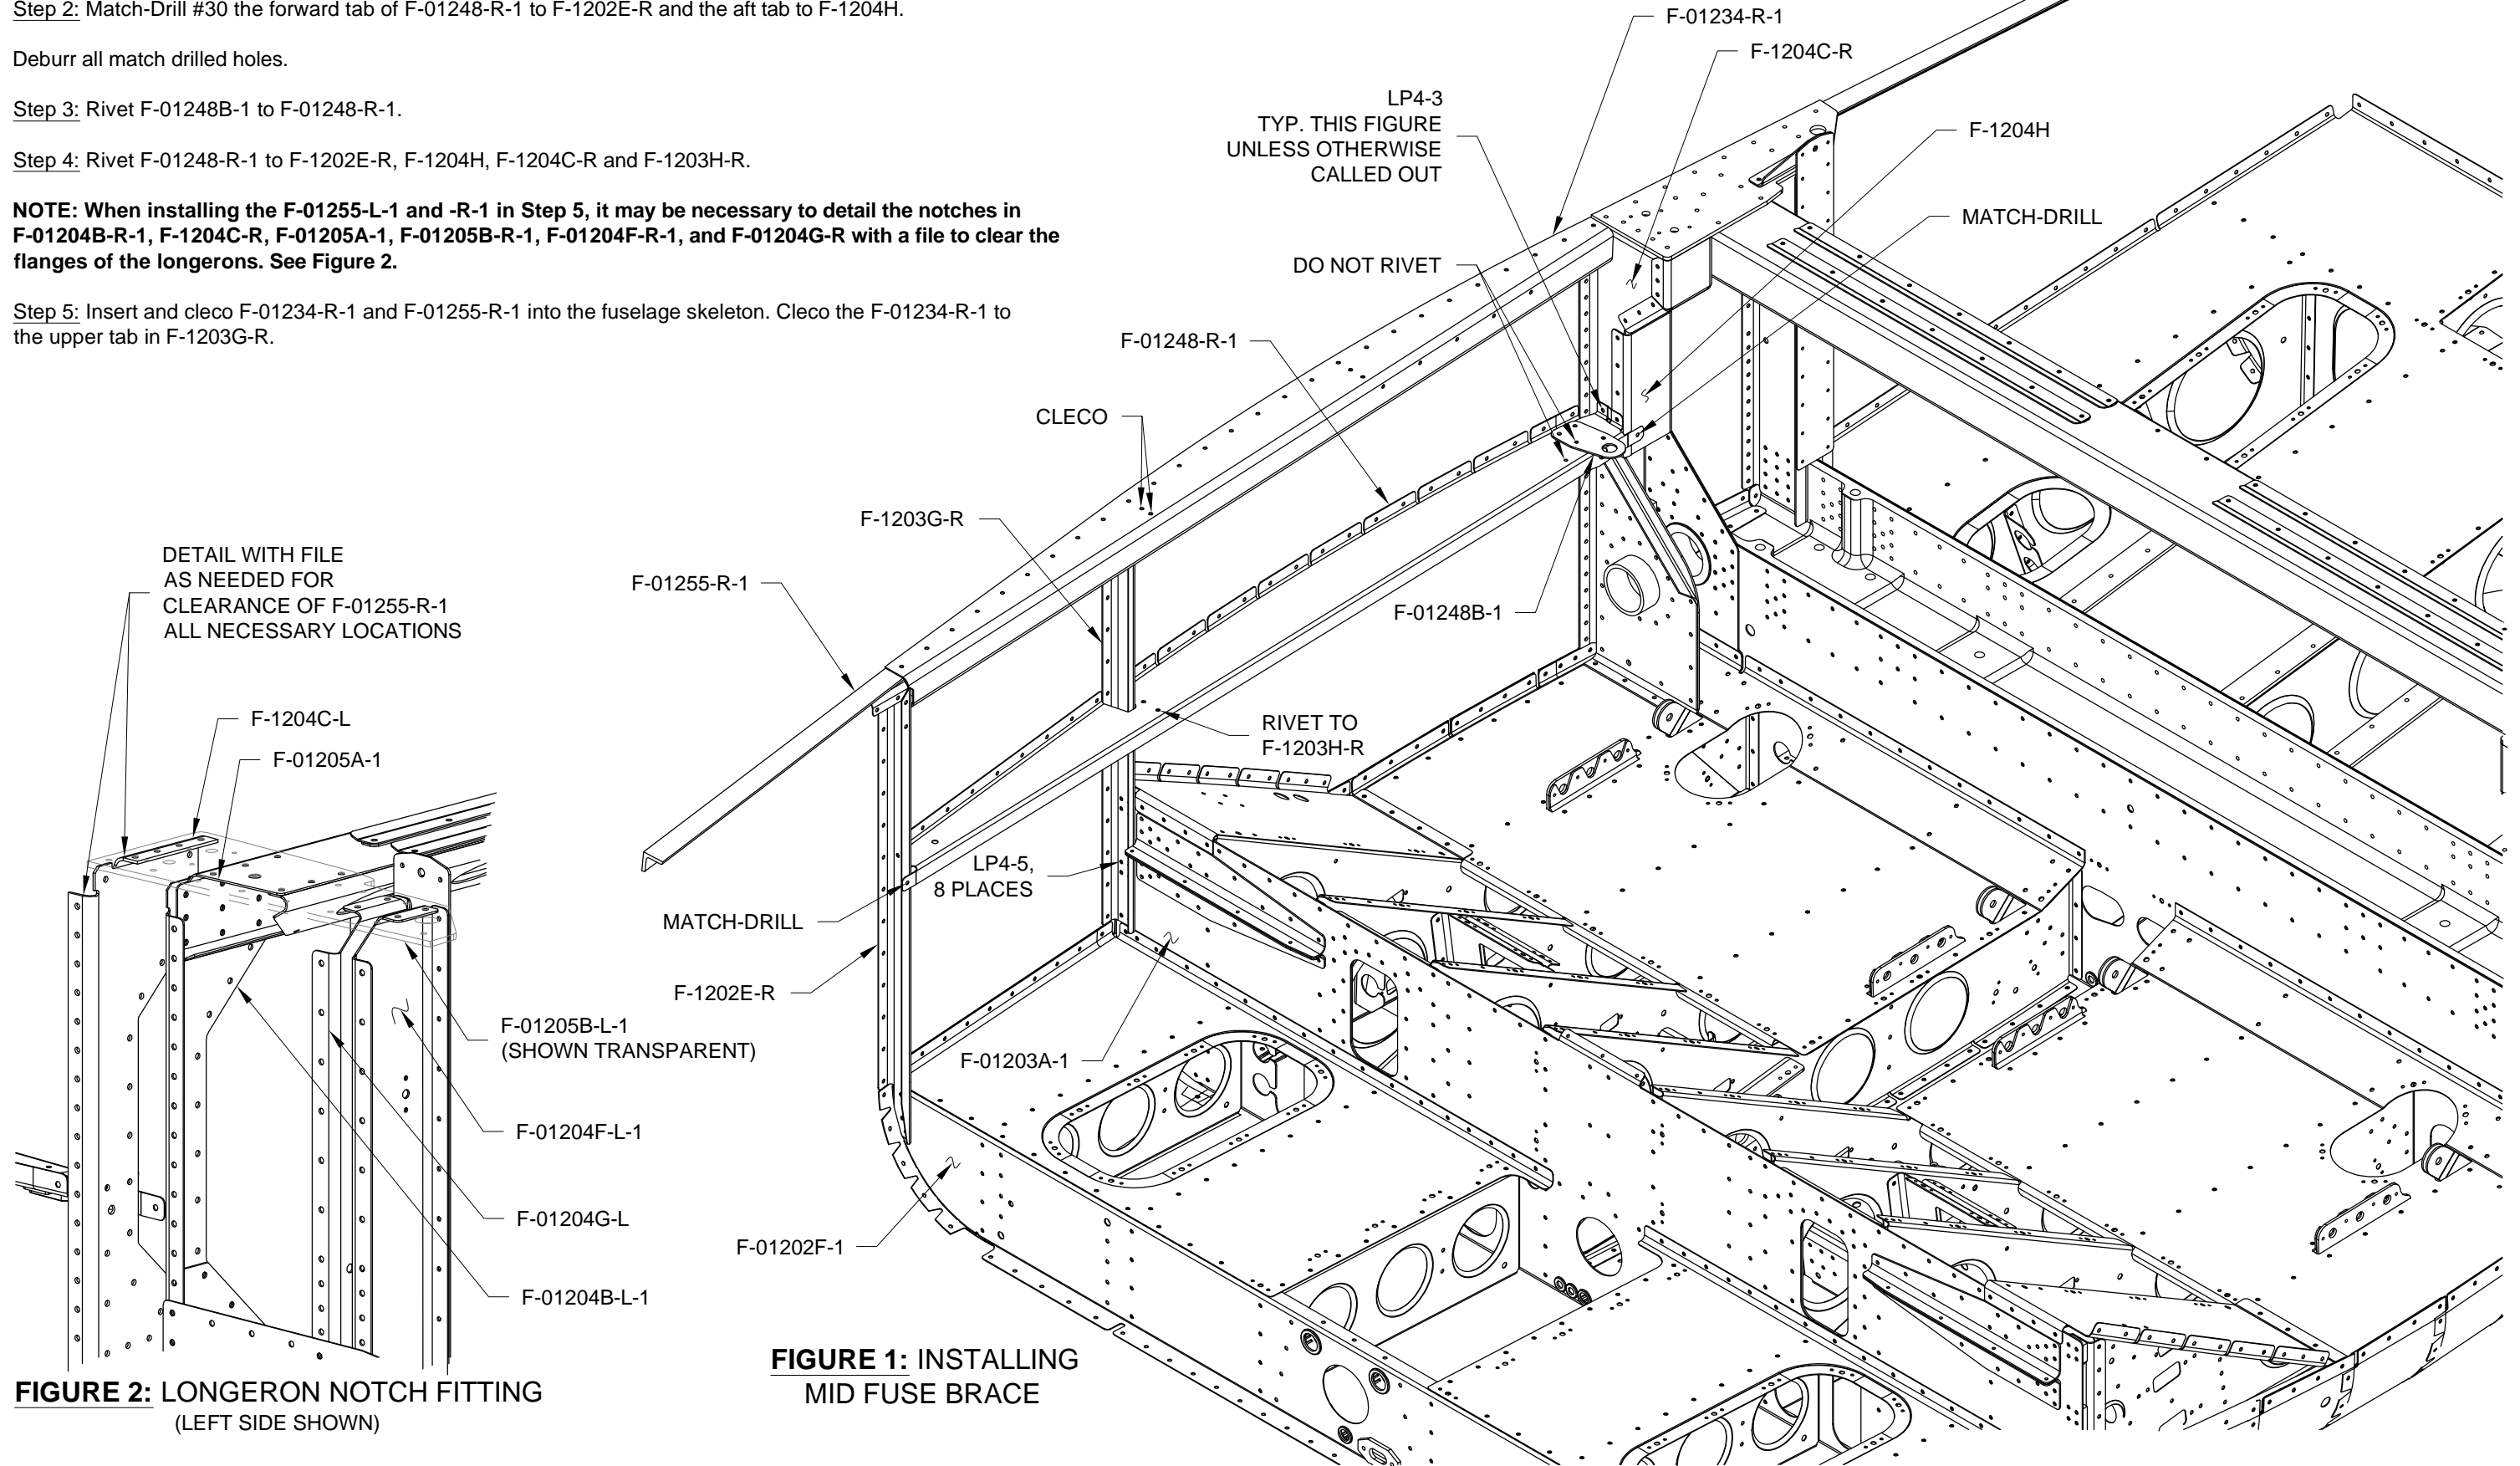 Step 2: Match-Drill #30 the forward tab of F-01248-R-1 to F-1202E-R and the aft tab to F-1204H.
Deburr all match drilled holes.
Step 3: Rivet F-01248B-1 to F-01248-R-1.
Step 4: Rivet F-01248-R-1 to F-1202E-R, F-1204H, F-1204C-R and F-1203H-R.
NOTE: When installing the F-01255-L-1 and -R-1 in Step 5, it may be necessary to detail the notches in
F-01204B-R-1, F-1204C-R, F-01205A-1, F-01205B-R-1, F-01204F-R-1, and F-01204G-R with a file to clear the
flanges of the longerons. See Figure 2.
Step 5: Insert and cleco F-01234-R-1 and F-01255-R-1 into the fuselage skeleton. Cleco the F-01234-R-1 to
the upper tab in F-1203G-R.
F-01234-R-1
F-1204C-R
LP4-3
TYP. THIS FIGURE
UNLESS OTHERWISE
CALLED OUT
F-1204H
MATCH-DRILL
DO NOT RIVET
F-01248-R-1
CLECO
F-1203G-R
F-01255-R-1
F-01248B-1
RIVET TO
F-1203H-R
LP4-5,
8 PLACES
MATCH-DRILL
F-1202E-R
F-01203A-1
F-01202F-1
FIGURE 1: INSTALLING
MID FUSE BRACE
DETAIL WITH FILE
AS NEEDED FOR
CLEARANCE OF F-01255-R-1
ALL NECESSARY LOCATIONS
F-1204C-L
F-01205A-1
F-01205B-L-1
(SHOWN TRANSPARENT)
F-01204F-L-1
F-01204G-L
F-01204B-L-1
FIGURE 2: LONGERON NOTCH FITTING
(LEFT SIDE SHOWN)